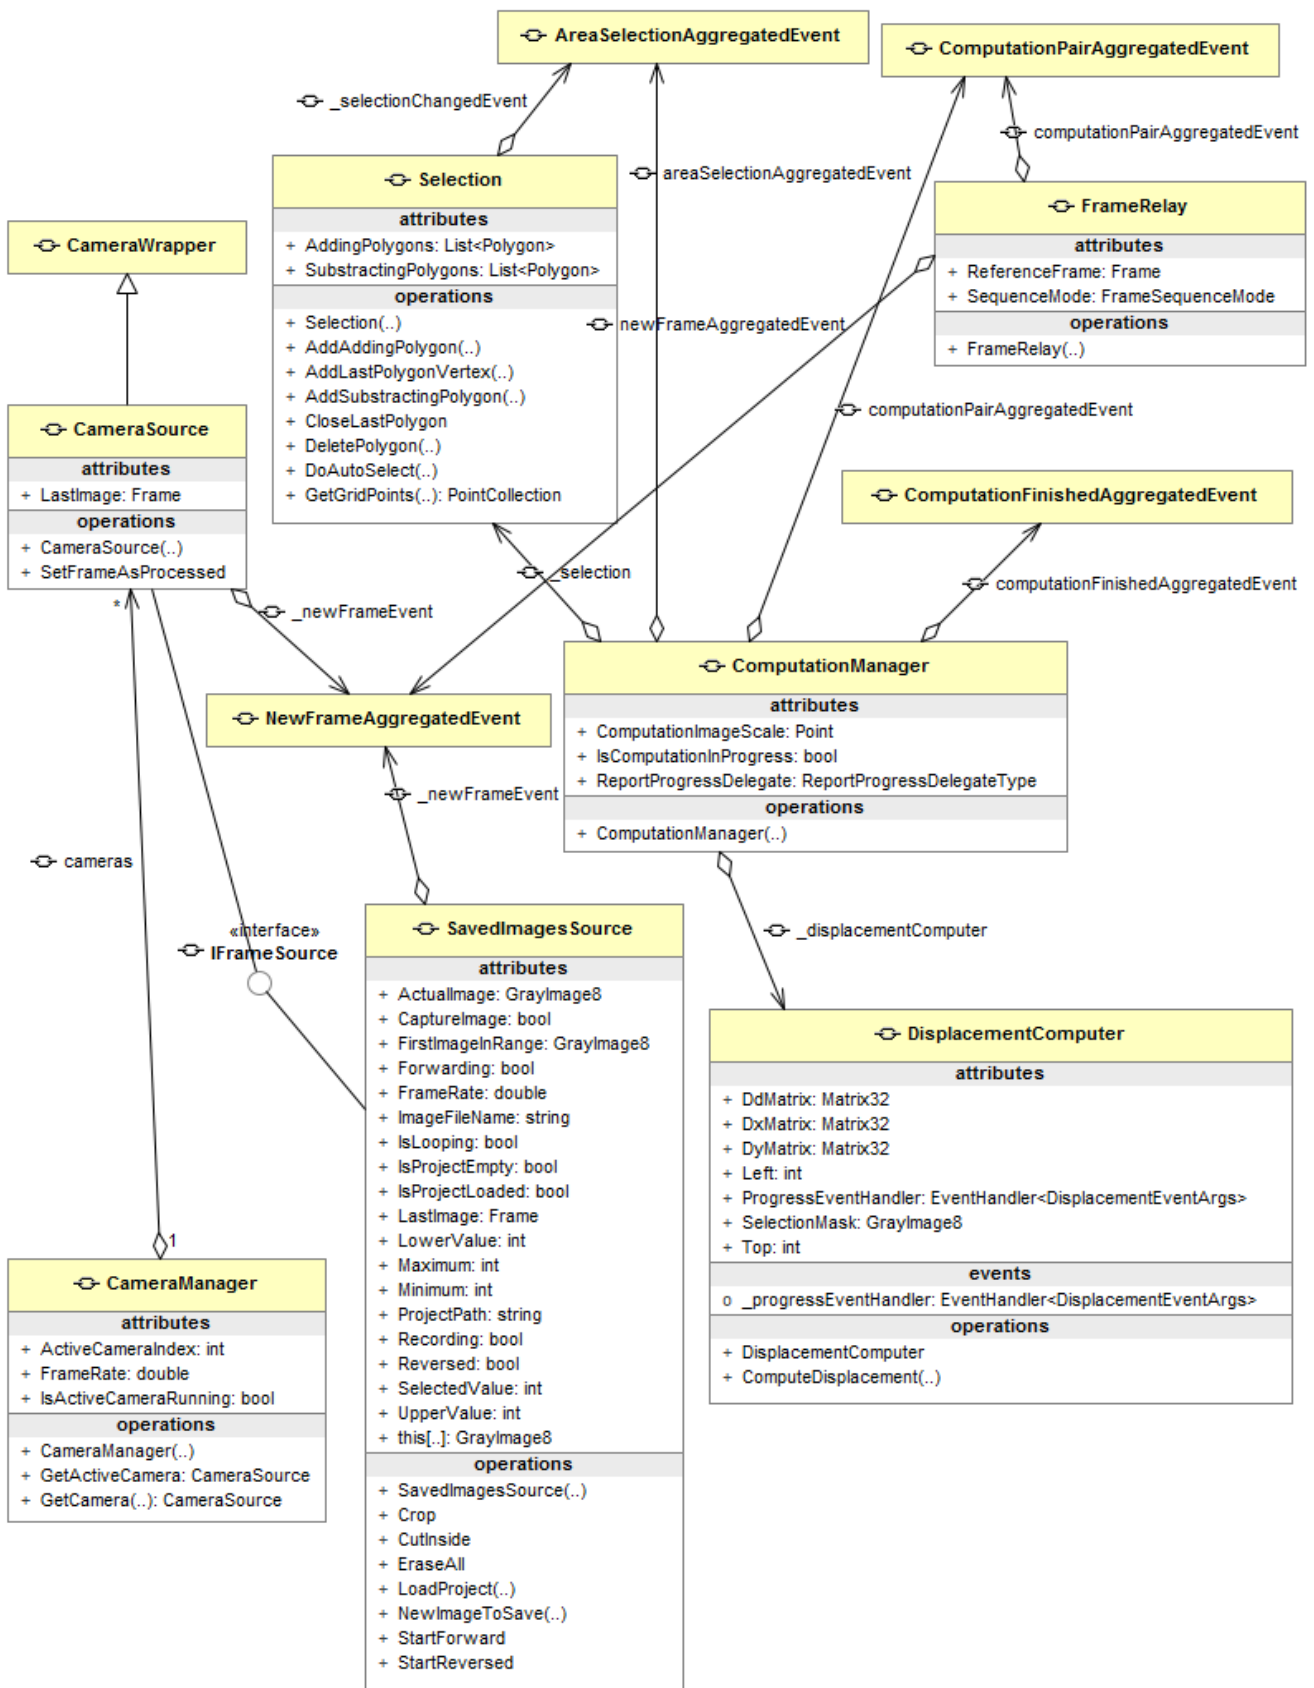 AreaSelectionAggregatedEvent
ComputationPairAggregatedEvent
_selectionChangedEvent
computationPairAggregatedEvent
areaSelectionAggregatedEvent
Selection
attributes
+ AddingPolygons: List<Polygon>
+ SubstractingPolygons: List<Polygon>
operations
+ Selection(..)
+ AddAddingPolygon(..)
+ AddLastPolygonVertex(..)
+ AddSubstractingPolygon(..)
+ CloseLastPolygon
+ DeletePolygon(..)
+ DoAutoSelect(..)
+ GetGridPoints(..): PointCollection
FrameRelay
attributes
+ ReferenceFrame: Frame
+ SequenceMode: FrameSequenceMode
operations
+ FrameRelay(..)
CameraWrapper
newFrameAggregatedEvent
computationPairAggregatedEvent
CameraSource
attributes
+ LastImage: Frame
operations
+ CameraSource(..)
+ SetFrameAsProcessed
ComputationFinishedAggregatedEvent
_selection
computationFinishedAggregatedEvent
*
_newFrameEvent
NewFrameAggregatedEvent
ComputationManager
attributes
+ ComputationImageScale: Point
+ IsComputationInProgress: bool
+ ReportProgressDelegate: ReportProgressDelegateType
operations
+ ComputationManager(..)
_newFrameEvent
cameras
«interface»
IFrameSource
_displacementComputer
SavedImagesSource
attributes
+ ActualImage: GrayImage8
+ CaptureImage: bool
+ FirstImageInRange: GrayImage8
+ Forwarding: bool
+ FrameRate: double
+ ImageFileName: string
+ IsLooping: bool
+ IsProjectEmpty: bool
+ IsProjectLoaded: bool
+ LastImage: Frame
+ LowerValue: int
+ Maximum: int
+ Minimum: int
+ ProjectPath: string
+ Recording: bool
+ Reversed: bool
+ SelectedValue: int
+ UpperValue: int
+ this[..]: GrayImage8
operations
+ SavedImagesSource(..)
+ Crop
+ CutInside
+ EraseAll
+ LoadProject(..)
+ NewImageToSave(..)
+ StartForward
+ StartReversed
DisplacementComputer
attributes
+ DdMatrix: Matrix32
+ DxMatrix: Matrix32
+ DyMatrix: Matrix32
+ Left: int
+ ProgressEventHandler: EventHandler<DisplacementEventArgs>
+ SelectionMask: GrayImage8
+ Top: int
events
o _progressEventHandler: EventHandler<DisplacementEventArgs>
operations
+ DisplacementComputer
+ ComputeDisplacement(..)
1
CameraManager
attributes
+ ActiveCameraIndex: int
+ FrameRate: double
+ IsActiveCameraRunning: bool
operations
+ CameraManager(..)
+ GetActiveCamera: CameraSource
+ GetCamera(..): CameraSource